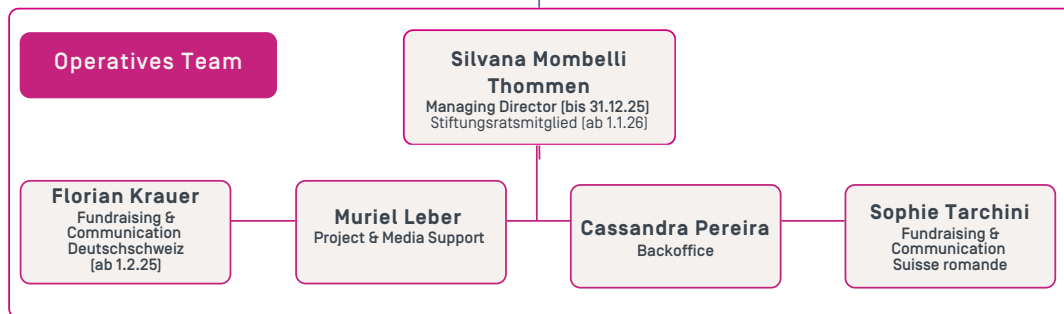 Operatives Team
Silvana Mombelli
Thommen
Managing Director (bis 31.12.25)
Stiftungsratsmitglied (ab 1.1.26)
Florian Krauer
Fundraising &
Communication
Deutschschweiz
(ab 1.2.25)
Muriel Leber
Project & Media Support
Cassandra Pereira
Backoffice
Sophie Tarchini
Fundraising &
Communication
Suisse romande